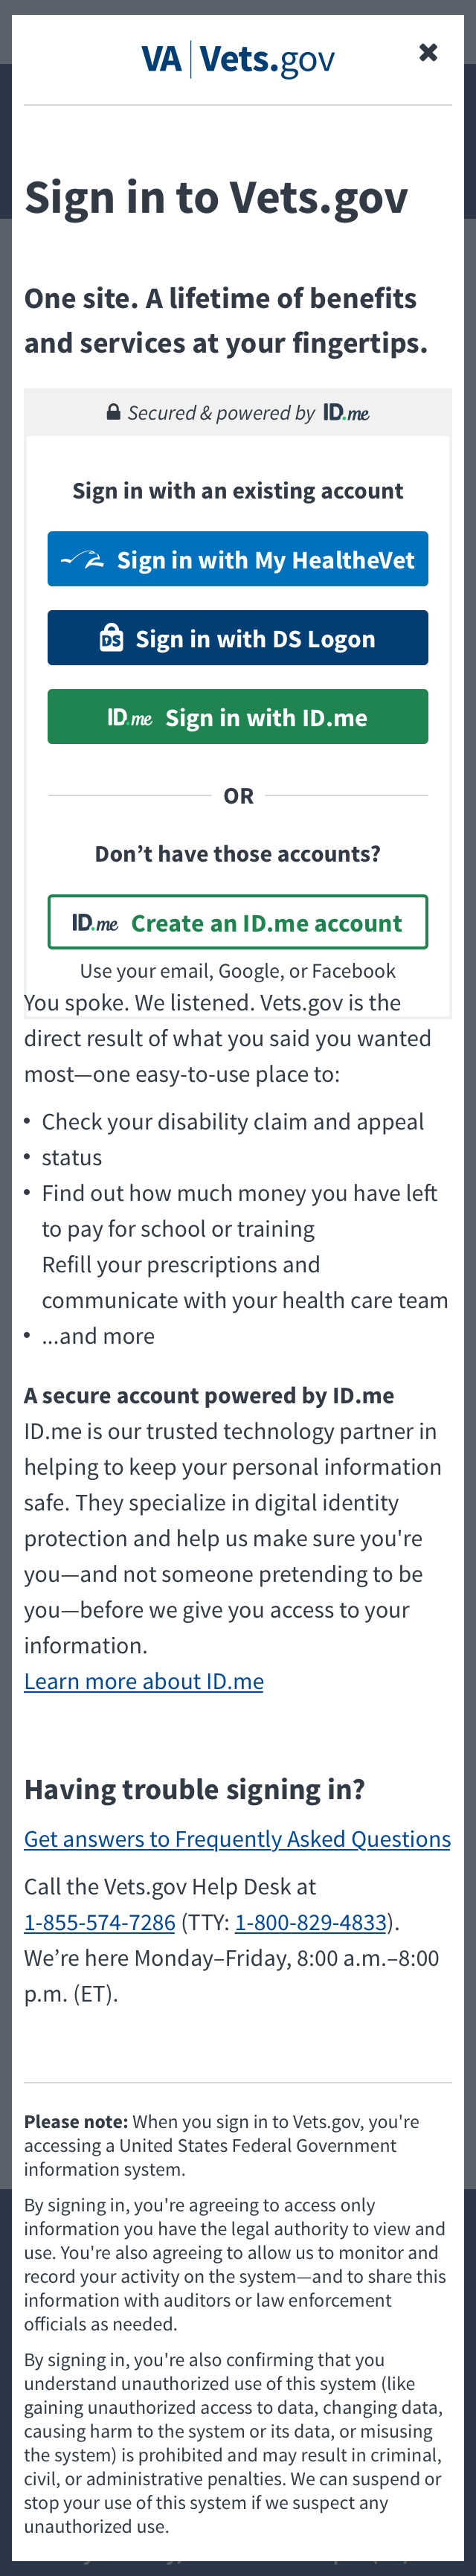 VA | Vets.gov
Sign in to Vets.gov
One site. A lifetime of benefits
and services at your fingertips.
Secured & powered by ID.me
Sign in with an existing account
Sign in with My HealtheVet
DS Sign in with DS Logon
ID.me Sign in with ID.me
OR
Don’t have those accounts?
ID.me Create an ID.me account
Use your email, Google, or Facebook
You spoke. We listened. Vets.gov is the
direct result of what you said you wanted
most—one easy-to-use place to:
• Check your disability claim and appeal
• status
• Find out how much money you have left
to pay for school or training
Refill your prescriptions and
communicate with your health care team
• ...and more
A secure account powered by ID.me
ID.me is our trusted technology partner in
helping to keep your personal information
safe. They specialize in digital identity
protection and help us make sure you're
you—and not someone pretending to be
you—before we give you access to your
information.
Learn more about ID.me
Having trouble signing in?
Get answers to Frequently Asked Questions
Call the Vets.gov Help Desk at
1-855-574-7286 (TTY: 1-800-829-4833).
We’re here Monday–Friday, 8:00 a.m.–8:00
p.m. (ET).
Please note: When you sign in to Vets.gov, you're
accessing a United States Federal Government
information system.
By signing in, you're agreeing to access only
information you have the legal authority to view and
use. You're also agreeing to allow us to monitor and
record your activity on the system—and to share this
information with auditors or law enforcement
officials as needed.
By signing in, you're also confirming that you
understand unauthorized use of this system (like
gaining unauthorized access to data, changing data,
causing harm to the system or its data, or misusing
the system) is prohibited and may result in criminal,
civil, or administrative penalties. We can suspend or
stop your use of this system if we suspect any
unauthorized use.